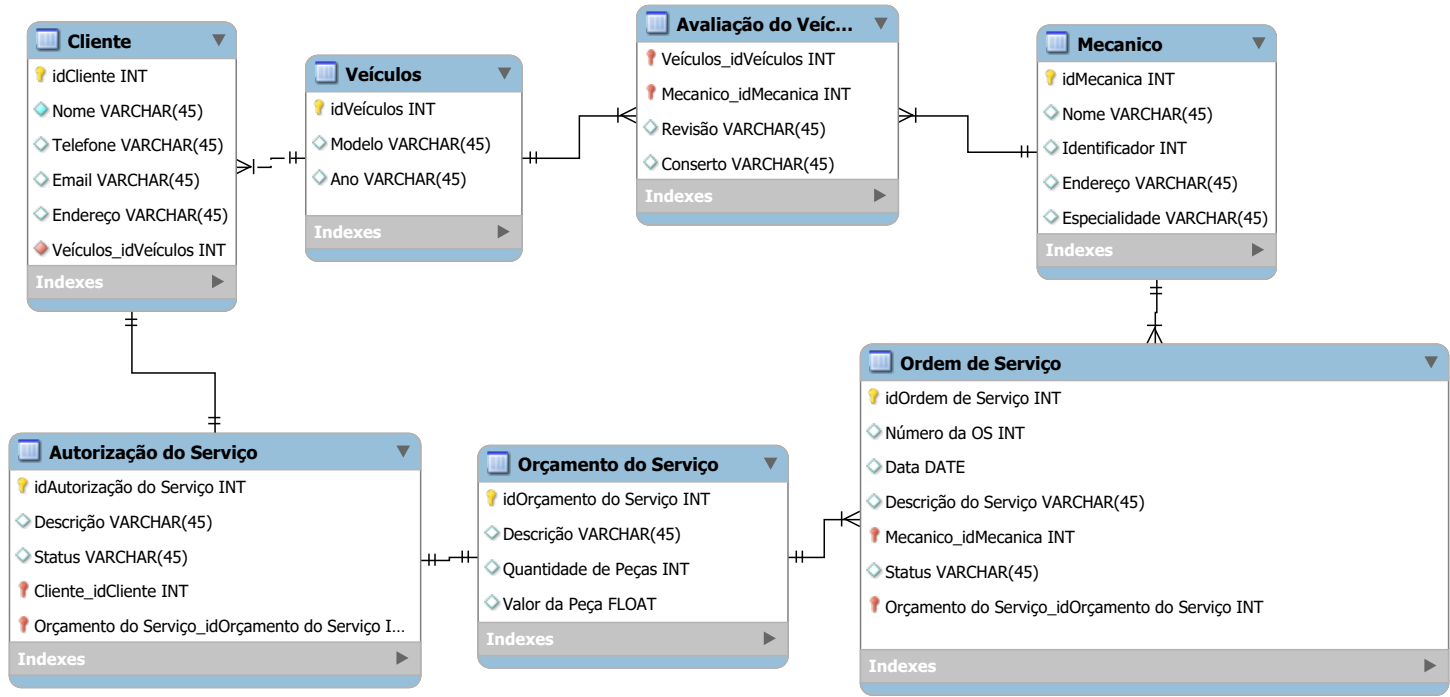 Cliente
idCliente INT
Nome VARCHAR(45)
Telefone VARCHAR(45)
Email VARCHAR(45)
Endereço VARCHAR(45)
Veículos_idVeículos INT
Indexes
Veículos
idVeículos INT
Modelo VARCHAR(45)
Ano VARCHAR(45)
Indexes
Avaliação do Veíc...
Veículos_idVeículos INT
Mecanico_idMecanica INT
Revisão VARCHAR(45)
Conserto VARCHAR(45)
Indexes
Mecanico
idMecanica INT
Nome VARCHAR(45)
Identificador INT
Endereço VARCHAR(45)
Especialidade VARCHAR(45)
Indexes
Autorização do Serviço
idAutorização do Serviço INT
Descrição VARCHAR(45)
Status VARCHAR(45)
Cliente_idCliente INT
Orçamento do Serviço_idOrçamento do Serviço I...
Indexes
Orçamento do Serviço
idOrçamento do Serviço INT
Descrição VARCHAR(45)
Quantidade de Peças INT
Valor da Peça FLOAT
Indexes
Ordem de Serviço
idOrdem de Serviço INT
Número da OS INT
Data DATE
Descrição do Serviço VARCHAR(45)
Mecanico_idMecanica INT
Status VARCHAR(45)
Orçamento do Serviço_idOrçamento do Serviço INT
Indexes